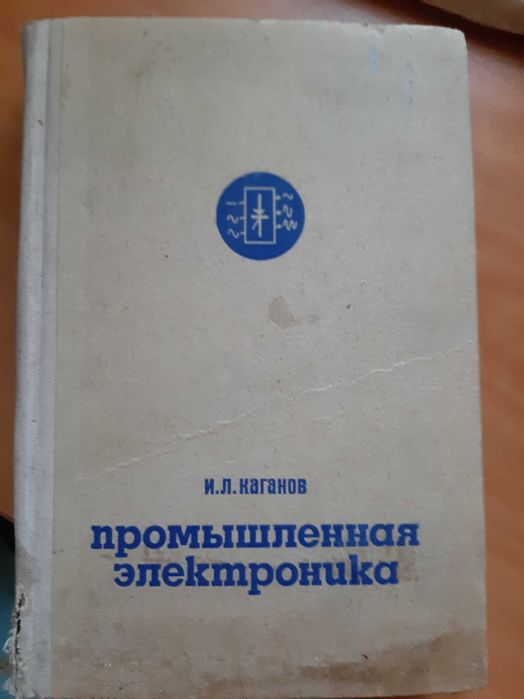 И.Л.Каганов
промышленная
электроника